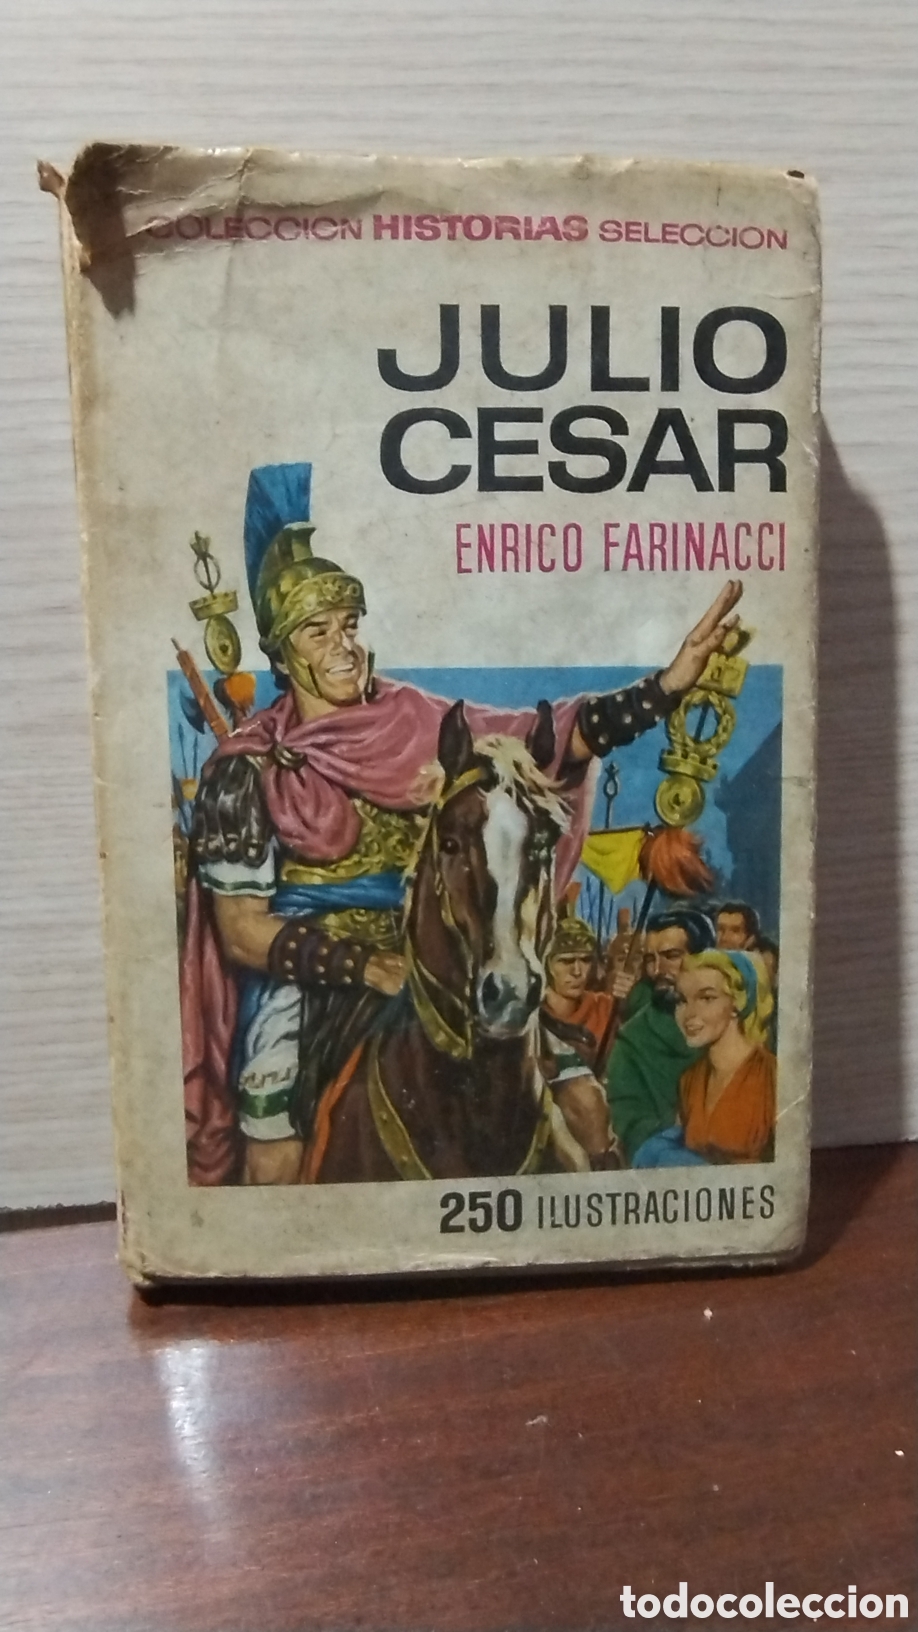 COLECCION HISTORIAS SELECCION
JULIO
CESAR
ENRICO FARINACCI
250 ILUSTRACIONES
todocoleccion